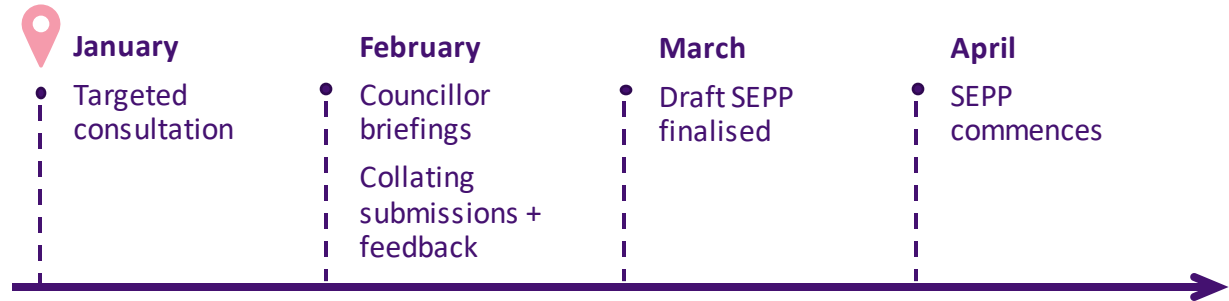 January
Targeted
consultation
February
Councillor
briefings
Collating
submissions +
feedback
March
Draft SEPP
finalised
April
SEPP
commences